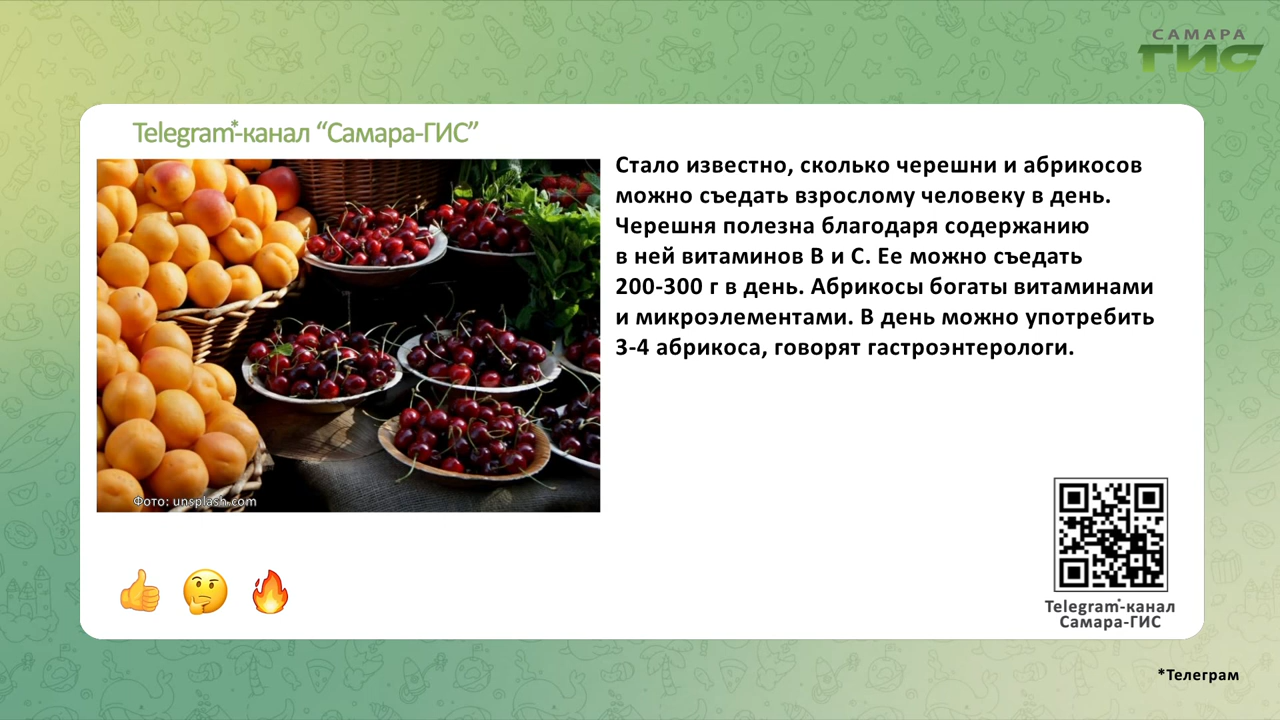 САМАРА
ГИС
Telegram*-канал “Самара-ГИС”
Стало известно, сколько черешни и абрикосов
можно съедать взрослому человеку в день.
Черешня полезна благодаря содержанию
в ней витаминов В и С. Ее можно съедать
200-300 г в день. Абрикосы богаты витаминами
и микроэлементами. В день можно употребить
3-4 абрикоса, говорят гастроэнтерологи.
Фото: unsplash.com
Telegram*-канал
Самара-ГИС
*Телеграм